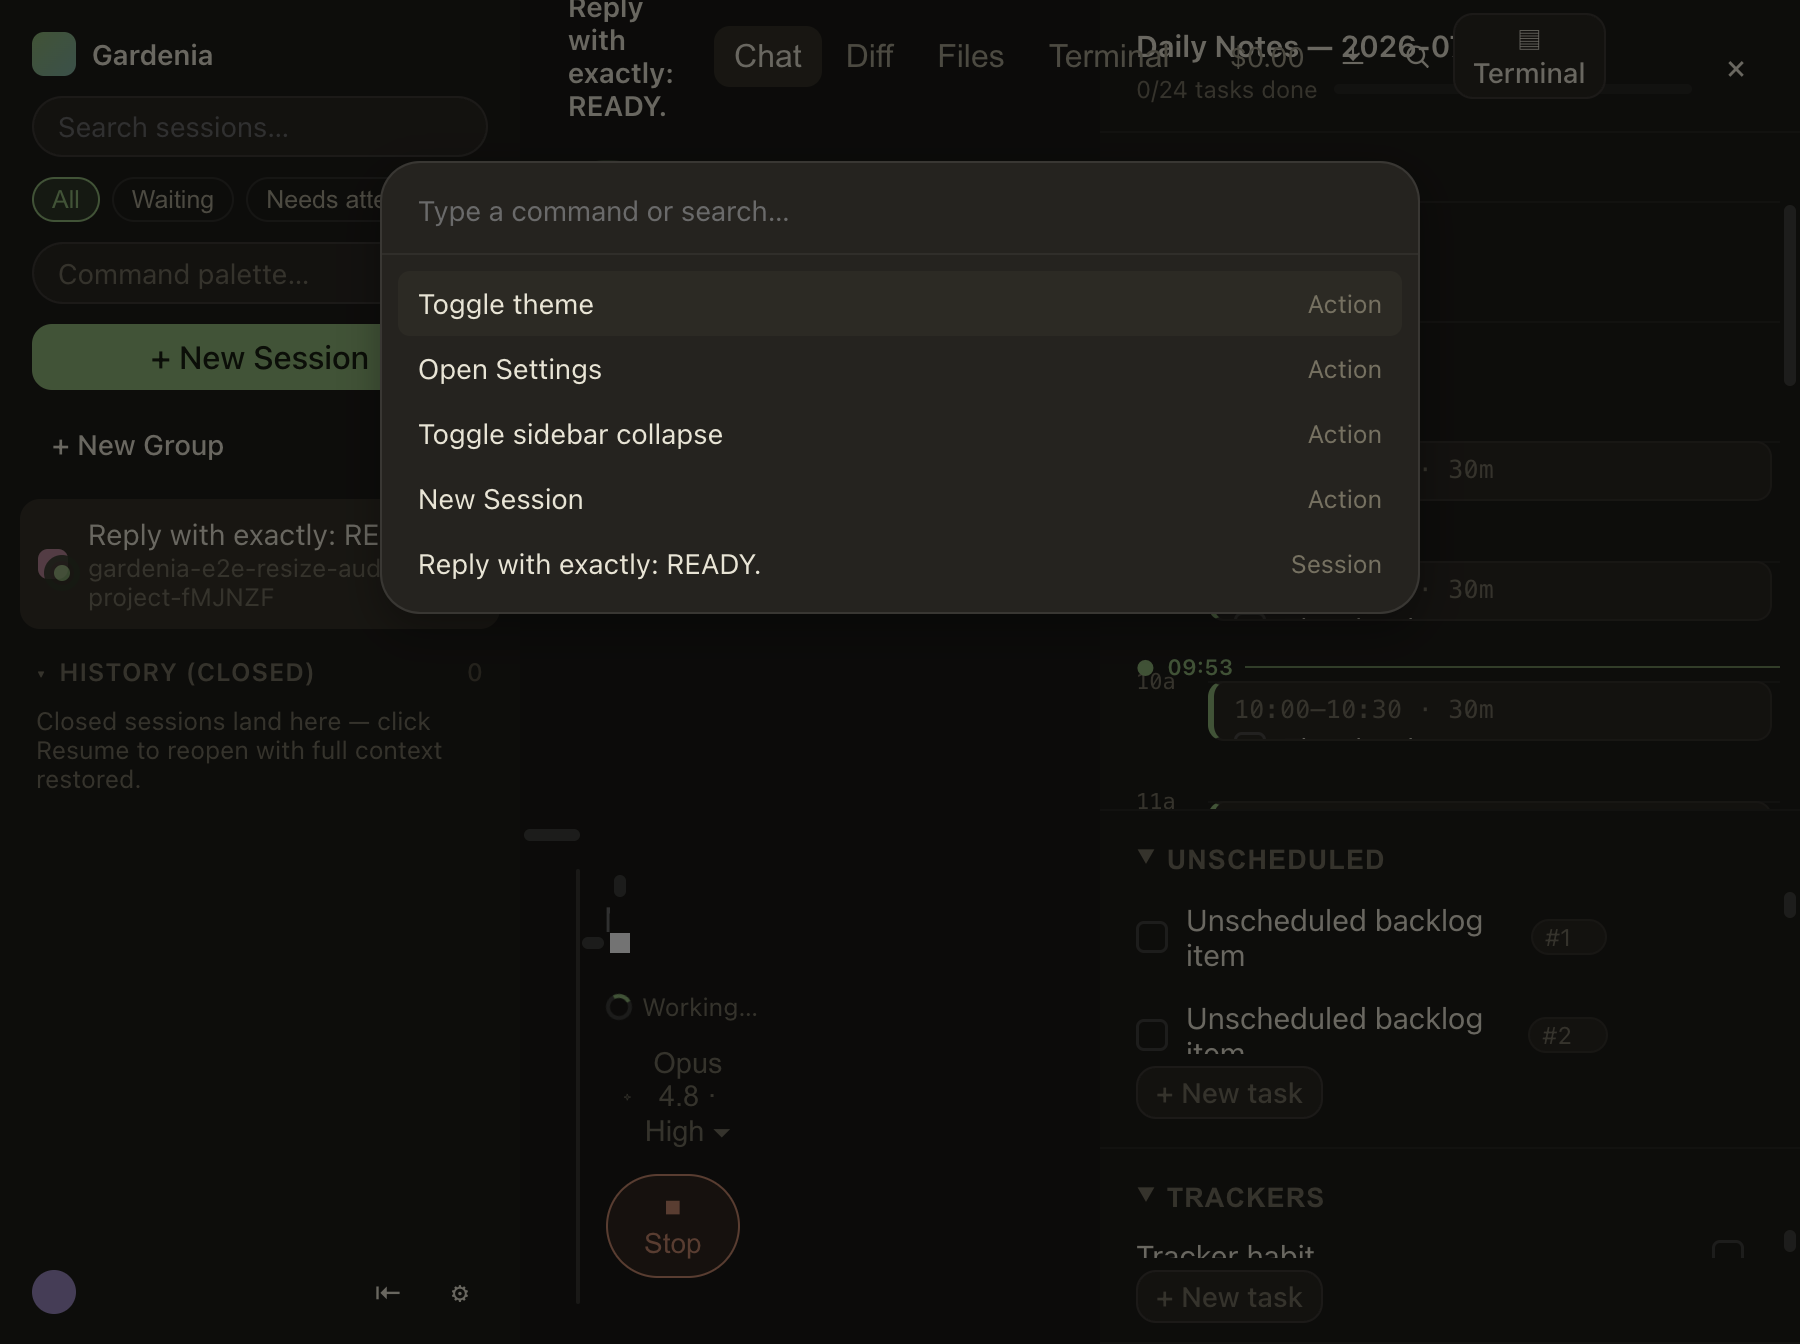 Gardenia
Search sessions...
All
Waiting
Needs atte
Command palette...
+ New Session
+ New Group
Reply with exactly: RE
gardenia-e2e-resize-aud
project-fMJNZF
HISTORY (CLOSED)
0
Closed sessions land here — click
Resume to reopen with full context
restored.
Reply
with
exactly:
READY.
Chat
Diff
Files
Terminal
$0.00
Daily Notes — 2026-07
0/24 tasks done
Terminal
Type a command or search...
Toggle theme
Action
Open Settings
Action
Toggle sidebar collapse
Action
New Session
Action
Reply with exactly: READY.
Session
· 30m
· 30m
09:53
10a
10:00–10:30 · 30m
11a
Working...
Opus
4.8 ·
High
Stop
UNSCHEDULED
Unscheduled backlog
item
#1
Unscheduled backlog
item
#2
+ New task
TRACKERS
Tracker habit
+ New task